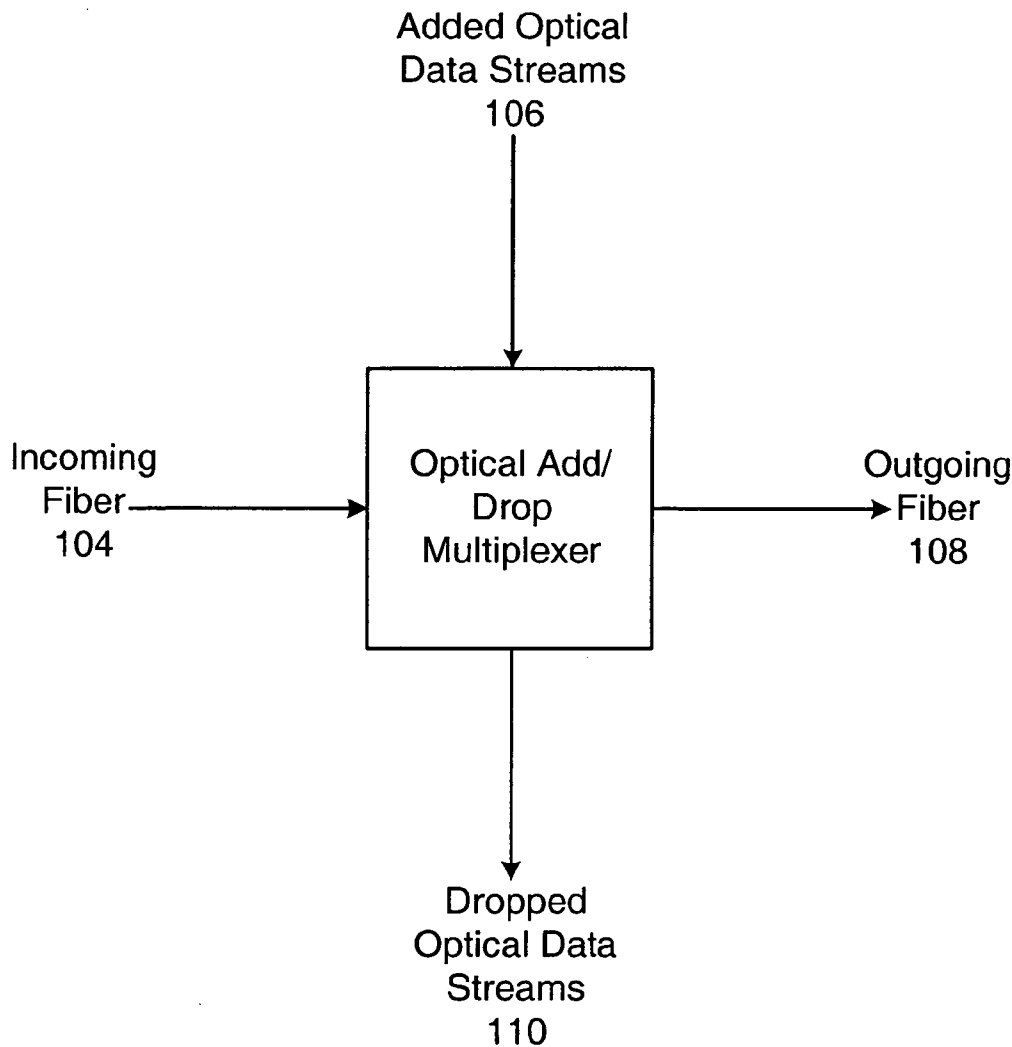 Added Optical
Data Streams
106
Incoming
Fiber
104
Optical Add/
Drop
Multiplexer
Outgoing
Fiber
108
Dropped
Optical Data
Streams
110